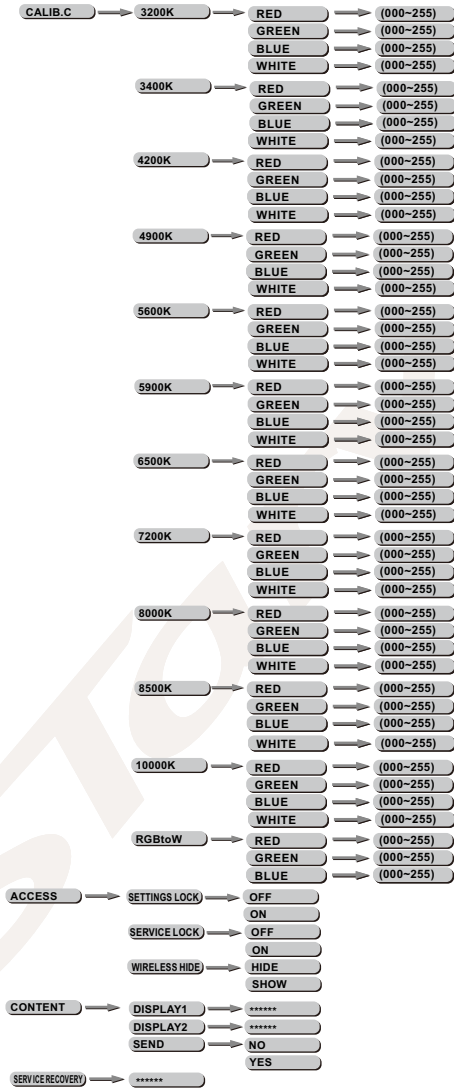 CALIB.C 3200K RED (000~255)
GREEN (000~255)
BLUE (000~255)
WHITE (000~255)
3400K RED (000~255)
GREEN (000~255)
BLUE (000~255)
WHITE (000~255)
4200K RED (000~255)
GREEN (000~255)
BLUE (000~255)
WHITE (000~255)
4900K RED (000~255)
GREEN (000~255)
BLUE (000~255)
WHITE (000~255)
5600K RED (000~255)
GREEN (000~255)
BLUE (000~255)
WHITE (000~255)
5900K RED (000~255)
GREEN (000~255)
BLUE (000~255)
WHITE (000~255)
6500K RED (000~255)
GREEN (000~255)
BLUE (000~255)
WHITE (000~255)
7200K RED (000~255)
GREEN (000~255)
BLUE (000~255)
WHITE (000~255)
8000K RED (000~255)
GREEN (000~255)
BLUE (000~255)
WHITE (000~255)
8500K RED (000~255)
GREEN (000~255)
BLUE (000~255)
WHITE (000~255)
10000K RED (000~255)
GREEN (000~255)
BLUE (000~255)
WHITE (000~255)
RGBtoW RED (000~255)
GREEN (000~255)
BLUE (000~255)
ACCESS SETTINGS LOCK OFF
ON
SERVICE LOCK OFF
ON
WIRELESS HIDE HIDE
SHOW
CONTENT DISPLAY1 ******
DISPLAY2 ******
SEND NO
YES
SERVICE RECOVERY ******